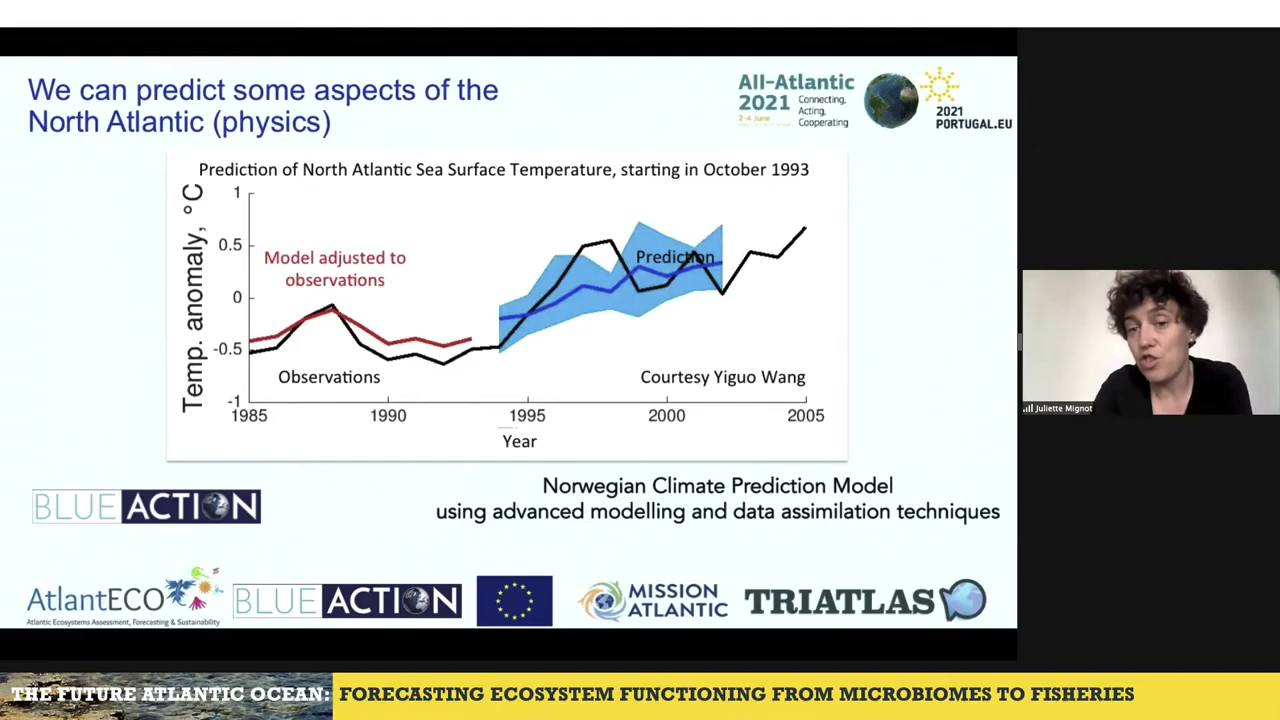 We can predict some aspects of the
North Atlantic (physics)
All-Atlantic
2021
Connecting,
Acting,
Cooperating
2-4 June
2021
PORTUGAL.EU
Prediction of North Atlantic Sea Surface Temperature, starting in October 1993
Temp. anomaly, °C
1
0.5
0
-0.5
-1
Model adjusted to
observations
Prediction
Observations
Courtesy Yiguo Wang
1985
1990
1995
2000
2005
Year
Norwegian Climate Prediction Model
using advanced modelling and data assimilation techniques
BLUE ACTION
AtlantECO
Atlantic Ecosystems Assessment, Forecasting & Sustainability
BLUE ACTION
MISSION
ATLANTIC
TRIATLAS
Juliette Mignot
THE FUTURE ATLANTIC OCEAN: FORECASTING ECOSYSTEM FUNCTIONING FROM MICROBIOMES TO FISHERIES